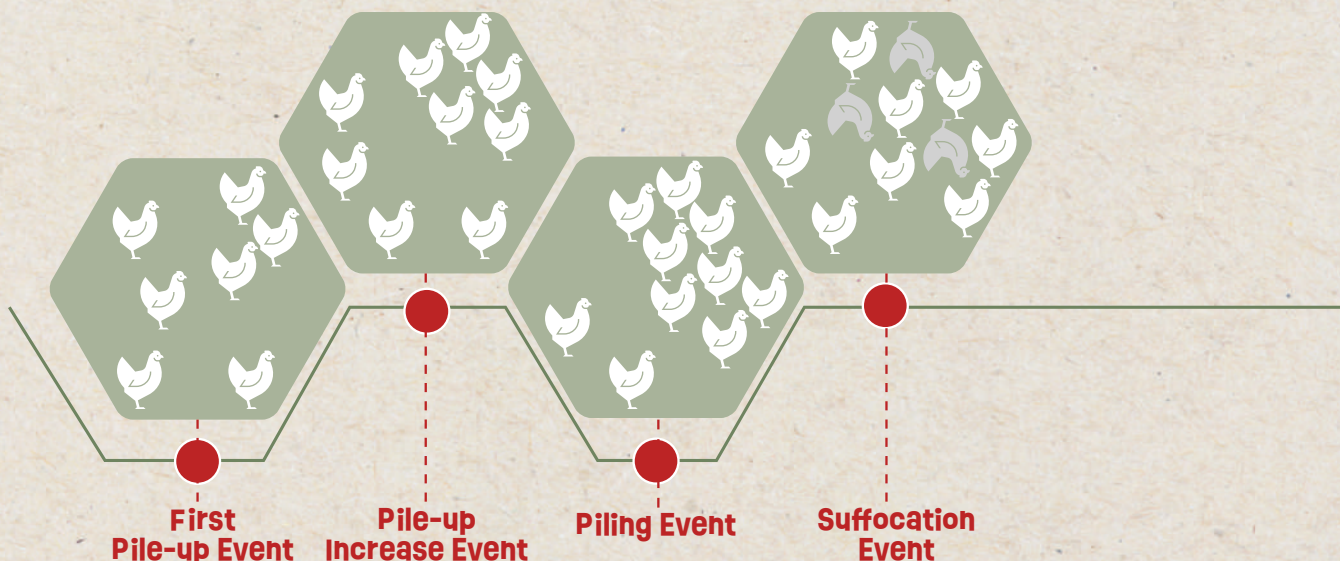 First
Pile-up Event
Pile-up
Increase Event
Piling Event
Suffocation
Event